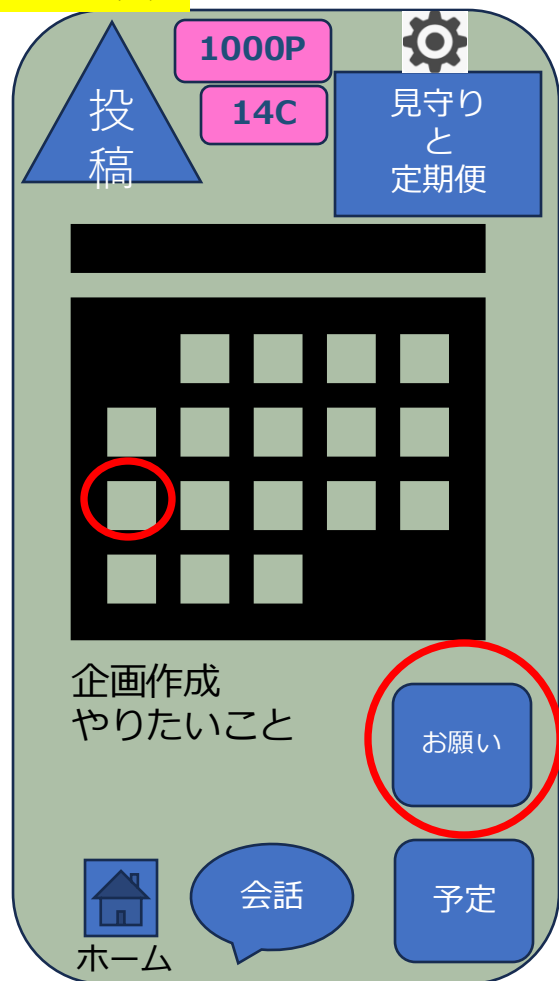 投
稿
1000P
14C
見守り
と
定期便
企画作成
やりたいこと
お願い
ホーム
会話
予定